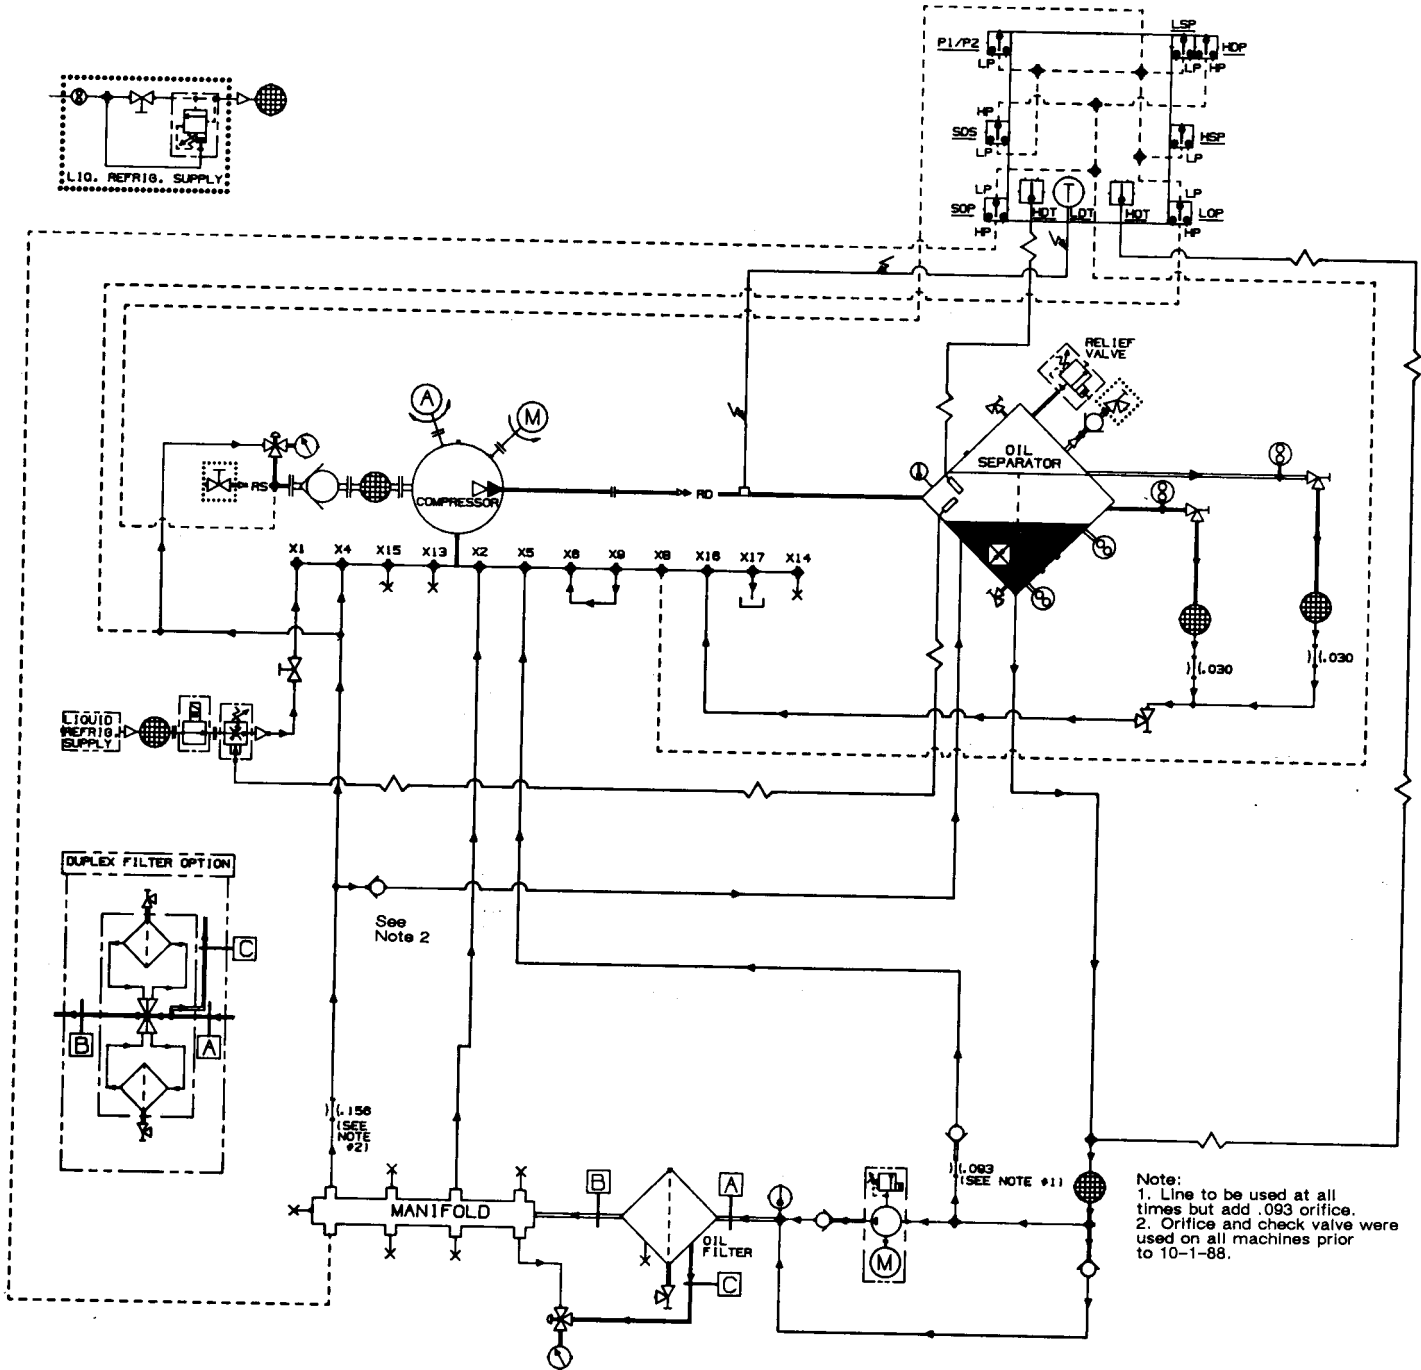 P1/P2
LSP
HDP
LP
LP
HP
HP
SDS
LP
HSP
LP
LP
SOP
HP
HOT
LDT
HOT
LP
LOP
HP
LIQ. REFRIG. SUPPLY
T
RELIEF
VALVE
A
M
OIL
SEPARATOR
RS
COMPRESSOR
RD
X1
X4
X15
X13
X2
X5
X6
X9
X8
X16
X17
X14
.030
.030
LIQUID
REFRIG.
SUPPLY
DUPLEX FILTER OPTION
C
B
A
See
Note 2
.156
(SEE
NOTE
#2)
.093
(SEE NOTE #1)
MANIFOLD
B
A
OIL
FILTER
C
M
Note:
1. Line to be used at all
times but add .093 orifice.
2. Orifice and check valve were
used on all machines prior
to 10-1-88.